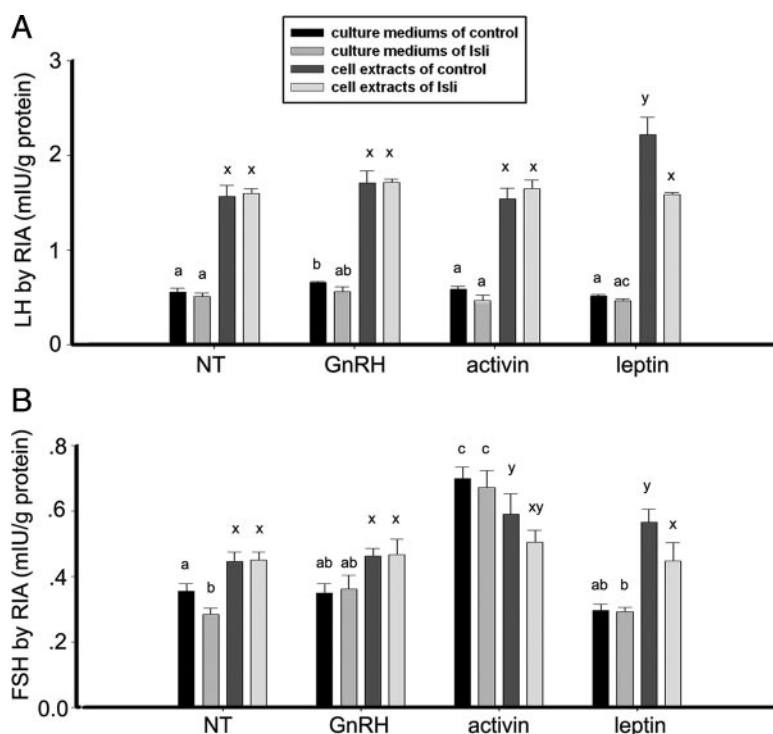 A
culture mediums of control
culture mediums of Isli
cell extracts of control
cell extracts of Isli
LH by RIA (mIU/g protein)
3
2
1
0
a a x x
b ab x x
a a x x
a ac y x
NT GnRH activin leptin
B
FSH by RIA (mIU/g protein)
.8
.6
.4
.2
0.0
a b x x
ab ab x x
c c y xy
ab b y x
NT GnRH activin leptin